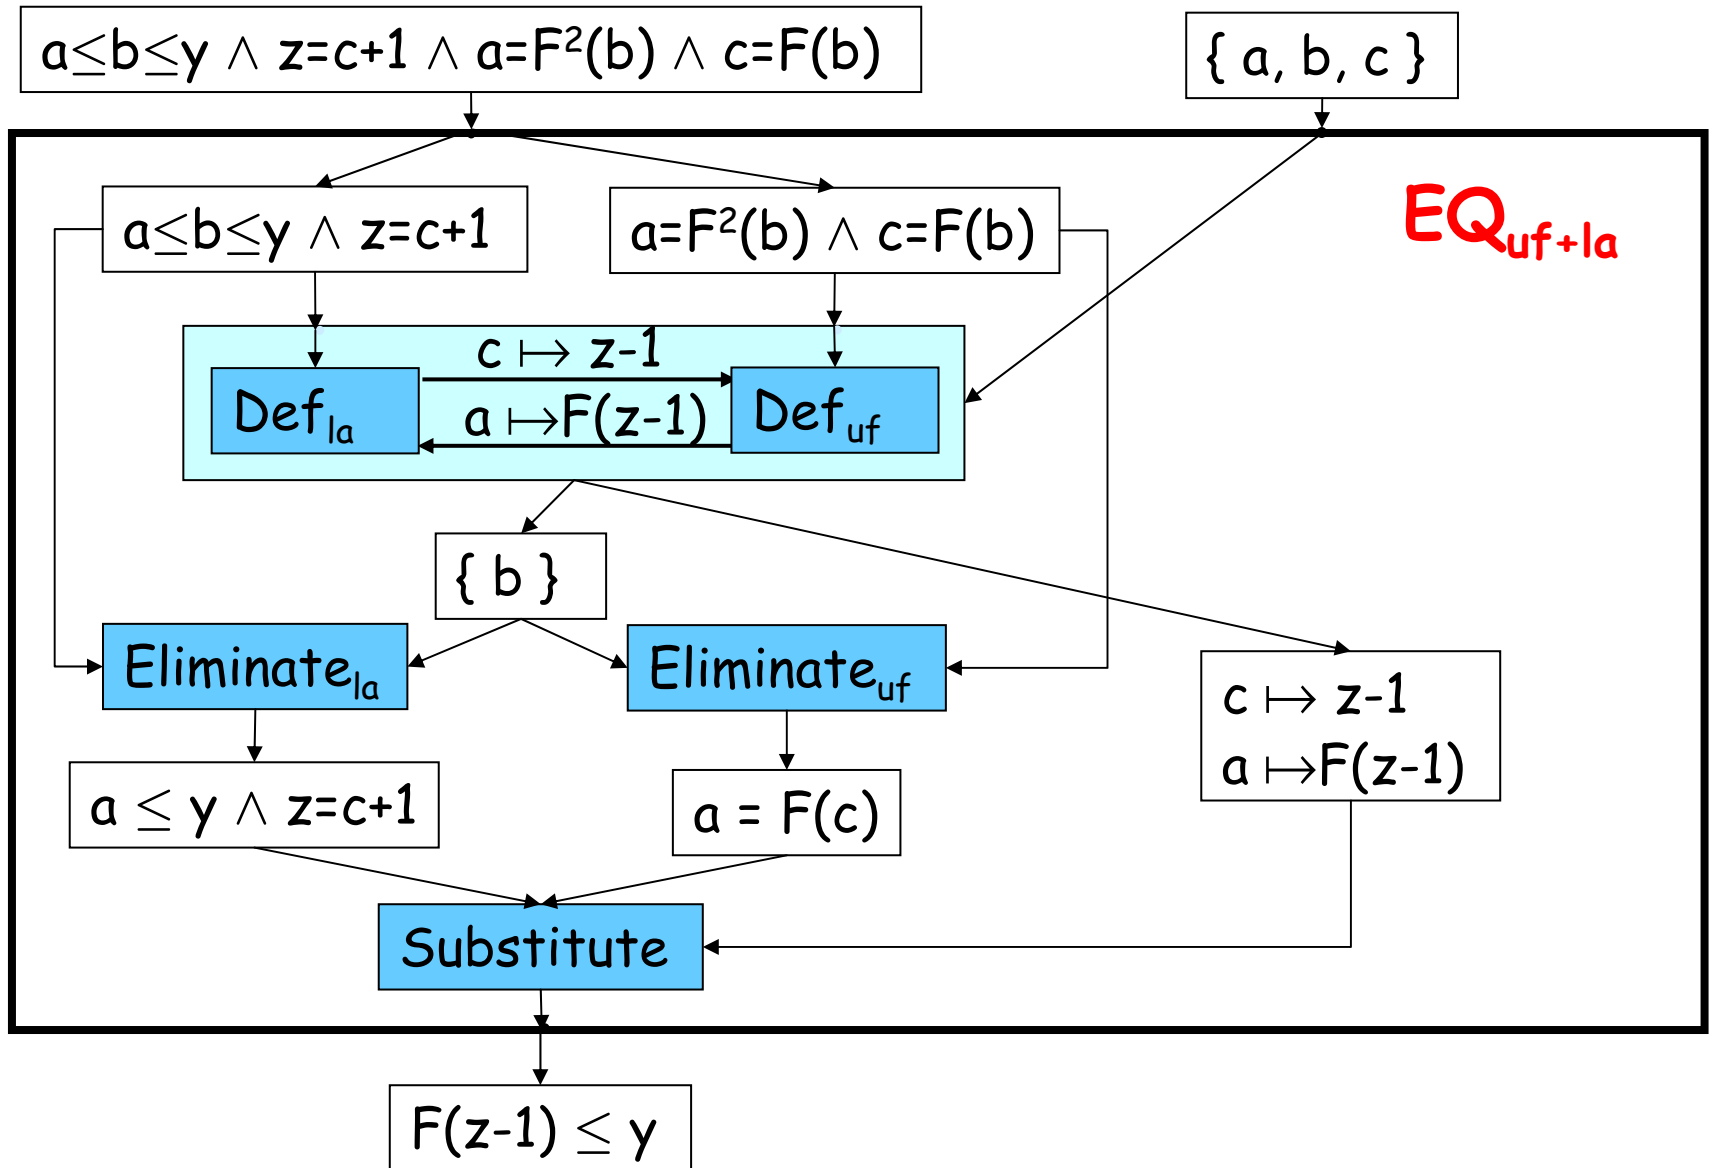 a≤b≤y ∧ z=c+1 ∧ a=F²(b) ∧ c=F(b)
{ a, b, c }
a≤b≤y ∧ z=c+1
a=F²(b) ∧ c=F(b)
EQuf+la
c ↦ z-1
Defla
a ↦F(z-1)
Defuf
{ b }
Eliminatela
Eliminateuf
c ↦ z-1
a ↦F(z-1)
a ≤ y ∧ z=c+1
a = F(c)
Substitute
F(z-1) ≤ y